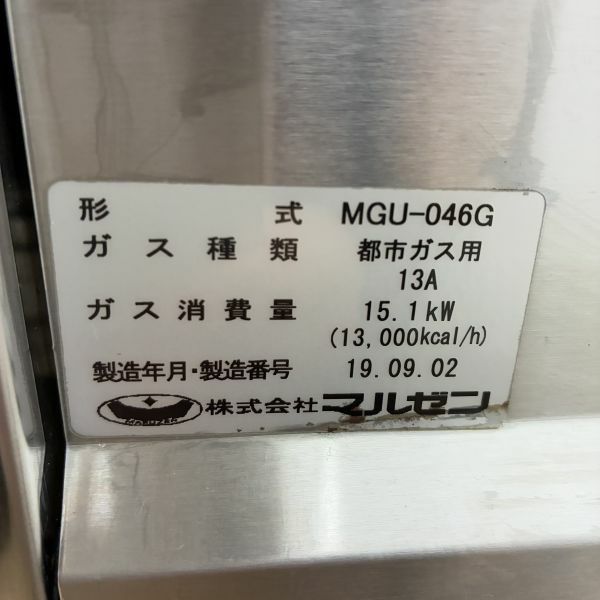 形式 MGU-046G
ガス種類 都市ガス用
13A
ガス消費量 15.1kW
(13,000kcal/h)
製造年月・製造番号 19.09.02
MARUZEN 株式会社 マルゼン